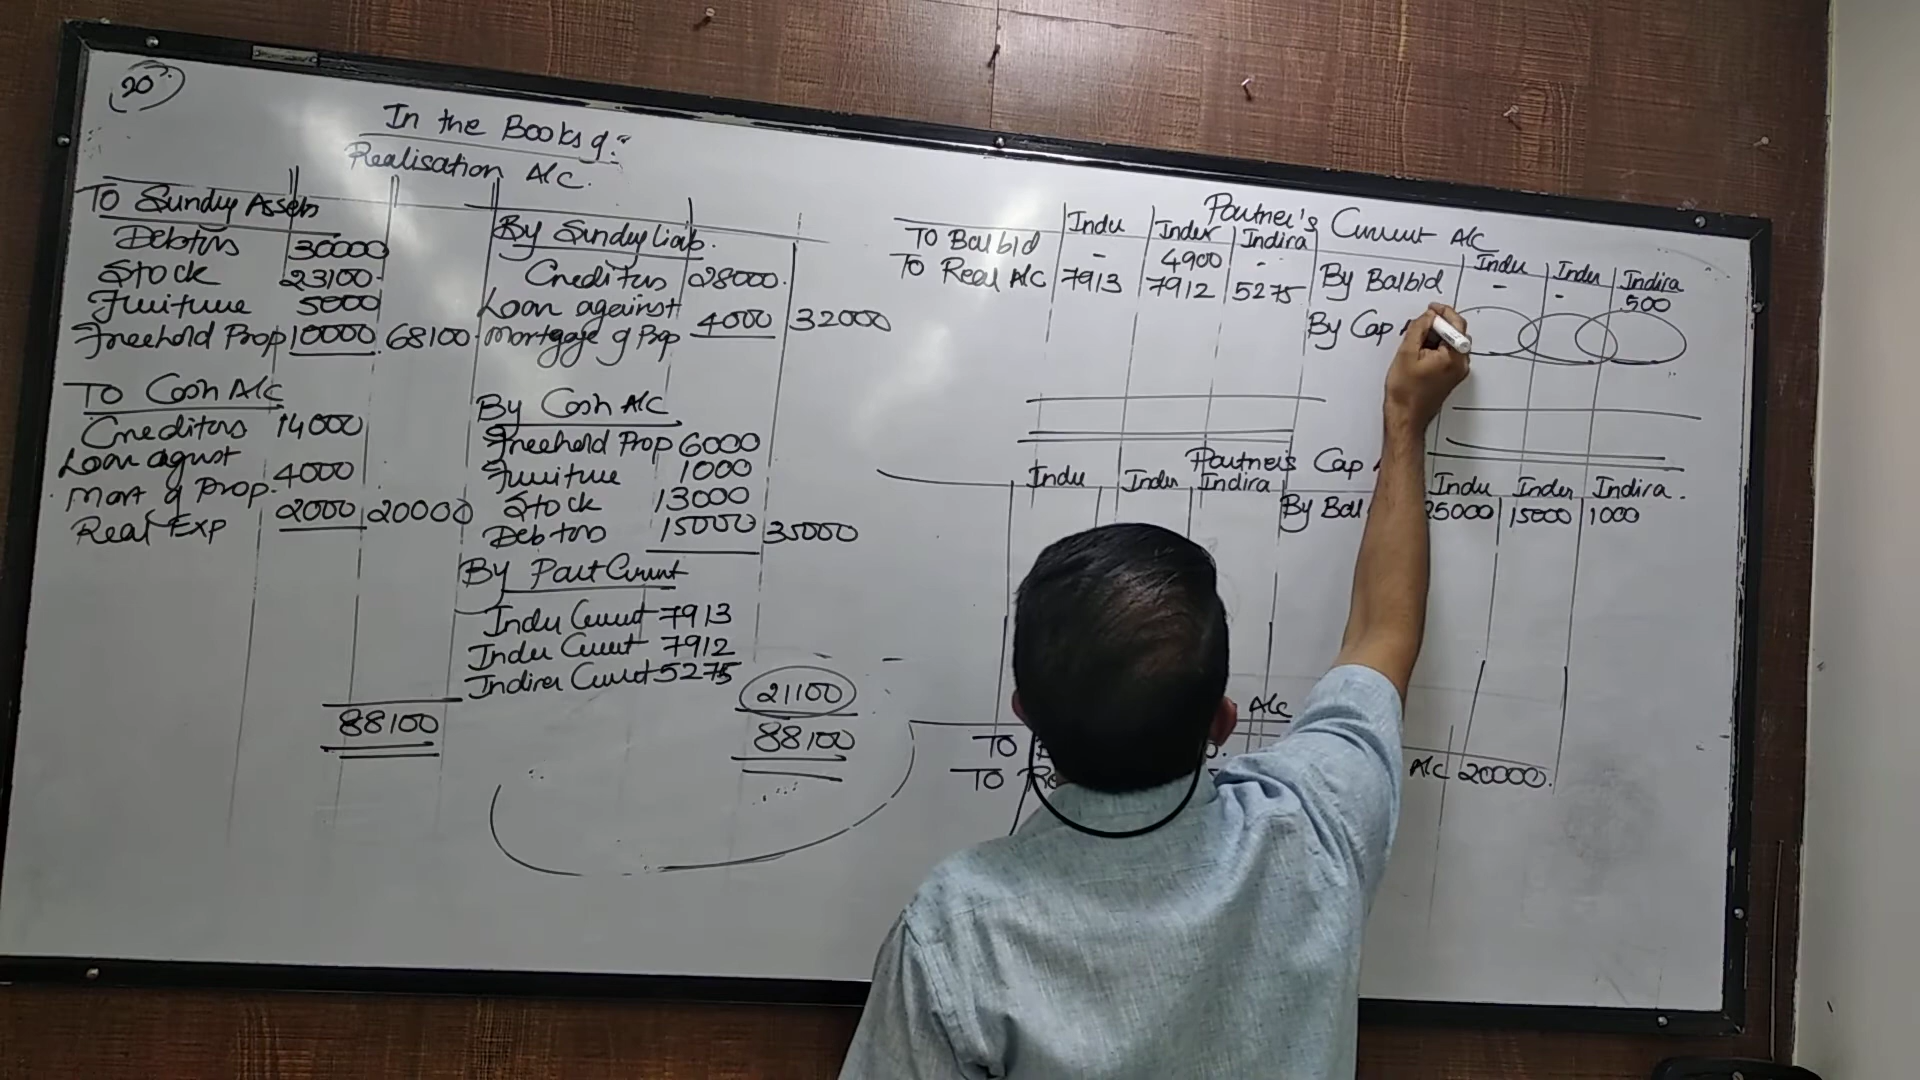 20
In the Books of :-
Realisation A/c.
To Sundry Assets
Debtors 30000
Stock 23100
Furniture 5000
Freehold Prop 10000 68100
To Cash A/c
Creditors 14000
Loan agnst
Mort of Prop. 4000
Real Exp 2000 20000
88100
By Sundry Liab.
Creditors 28000
Loan against
Mortgage of Prop 4000 32000
By Cash A/c
Freehold Prop 6000
Furniture 1000
Stock 13000
Debtors 15000 35000
By Part Current
Indu Current 7913
Inder Current 7912
Indira Current 5275
21100
88100
Partner's Current A/c
Indu Inder Indira
To Bal b/d - 4900 -
To Real A/c 7913 7912 5275
Indu Inder Indira
By Bal b/d - - 500
By Cap
Partners Cap
Indu Inder Indira
Indu Inder Indira.
By Bal 15000 1000
A/c
To
To
A/c 20000.